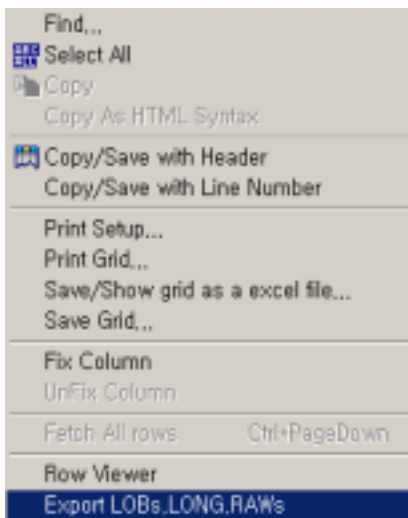 Find...
Select All
Copy
Copy As HTML Syntax
Copy/Save with Header
Copy/Save with Line Number
Print Setup...
Print Grid...
Save/Show grid as a excel file...
Save Grid...
Fix Column
UnFix Column
Fetch All rows Ctrl+PageDown
Row Viewer
Export LOBs,LONG,RAWs